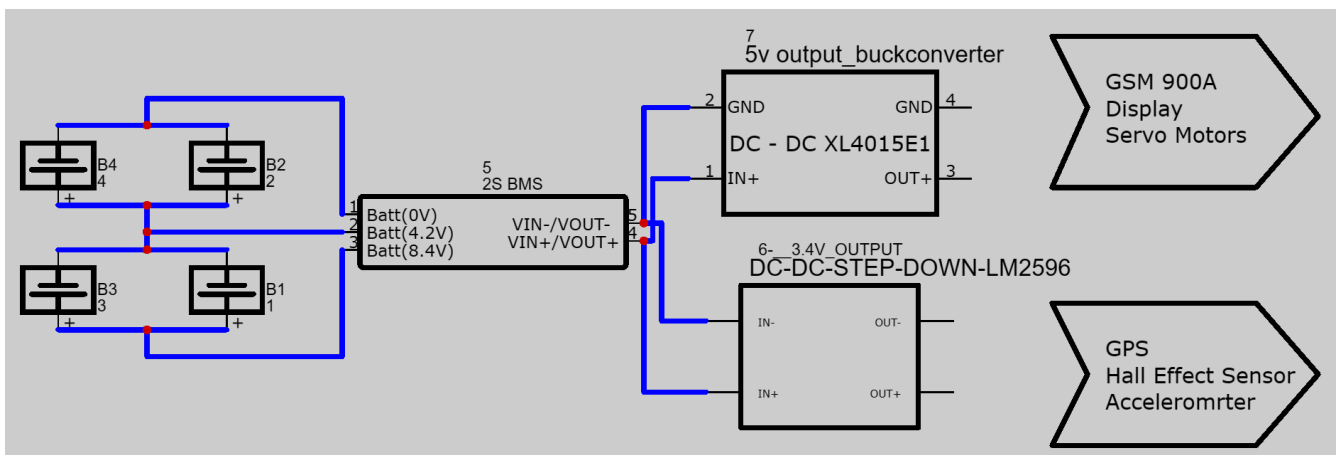 B4
4
+
B2
2
+
B3
3
+
B1
1
+
5
2S BMS
1
Batt(0V)
2
Batt(4.2V)
3
Batt(8.4V)
VIN-/VOUT-
5
VIN+/VOUT+
4
7
5v output_buckconverter
2
GND
GND
4
DC - DC XL4015E1
1
IN+
OUT+
3
6-__3.4V_OUTPUT
DC-DC-STEP-DOWN-LM2596
IN-
OUT-
IN+
OUT+
GSM 900A
Display
Servo Motors
GPS
Hall Effect Sensor
Acceleromrter